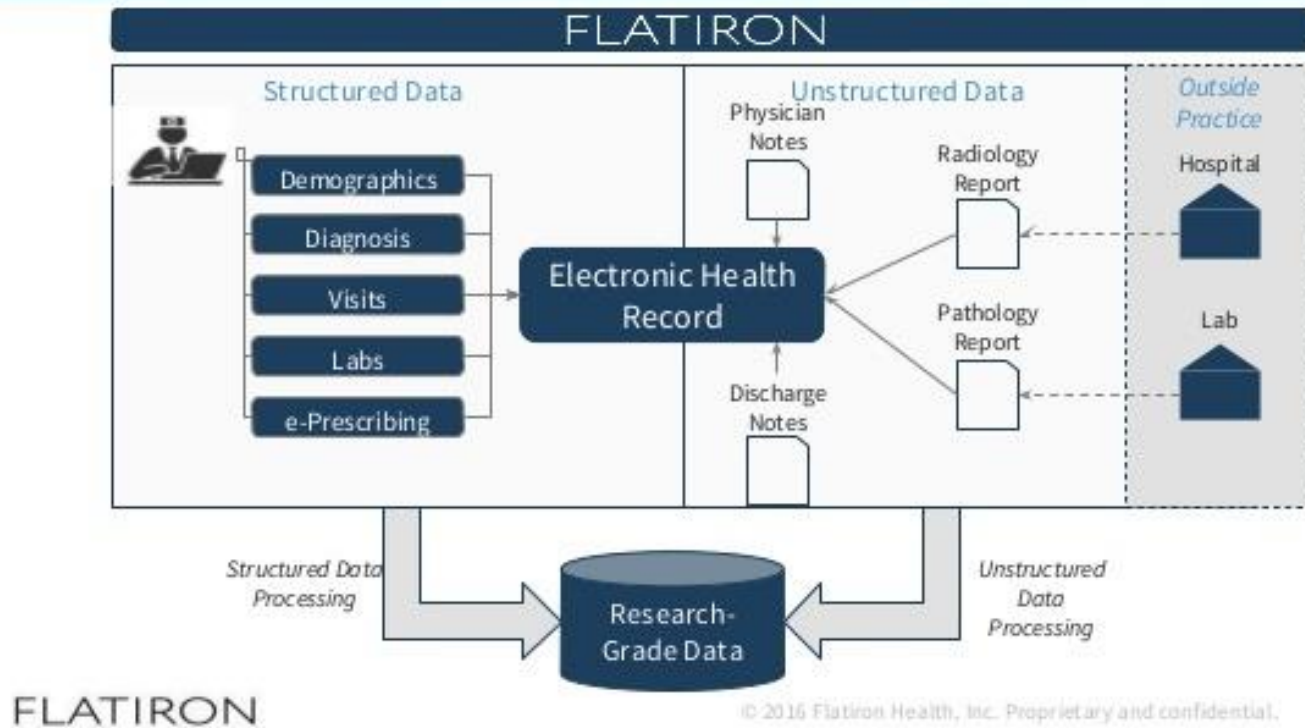 FLATIRON
Structured Data
Demographics
Diagnosis
Visits
Labs
e-Prescribing
Electronic Health
Record
Unstructured Data
Physician
Notes
Radiology
Report
Pathology
Report
Discharge
Notes
Outside
Practice
Hospital
Lab
Structured Data
Processing
Research-
Grade Data
Unstructured
Data
Processing
FLATIRON
© 2016 Flatiron Health, Inc. Proprietary and confidential.